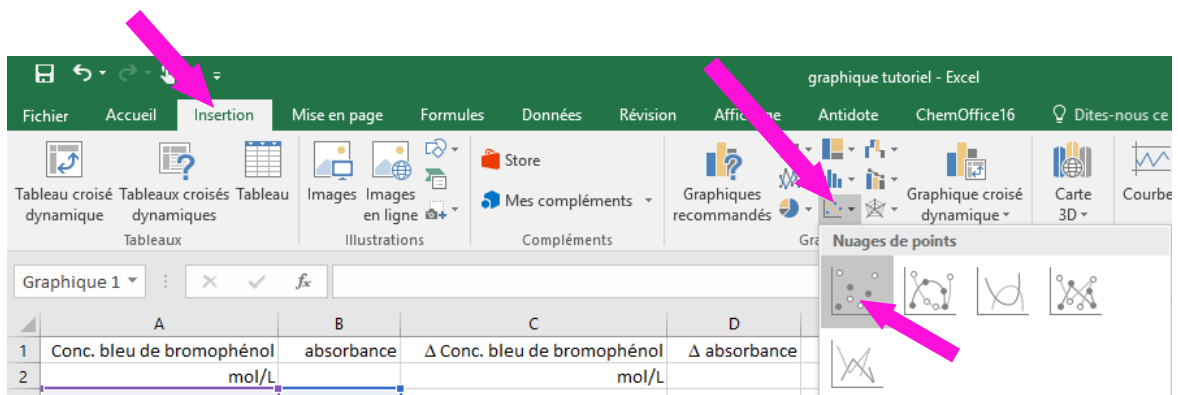 graphique tutoriel - Excel
Fichier Accueil Insertion Mise en page Formules Données Révision Affichage Antidote ChemOffice16 Dites-nous ce
Tableau croisé dynamique
Tableaux croisés dynamiques
Tableau
Images
Images en ligne
Store
Mes compléments
Graphiques recommandés
Graphique croisé dynamique
Carte 3D
Courbe
Tableaux Illustrations Compléments
Nuages de points
Graphique 1 fx
A B C D
1 Conc. bleu de bromophénol absorbance Δ Conc. bleu de bromophénol Δ absorbance
2 mol/L mol/L